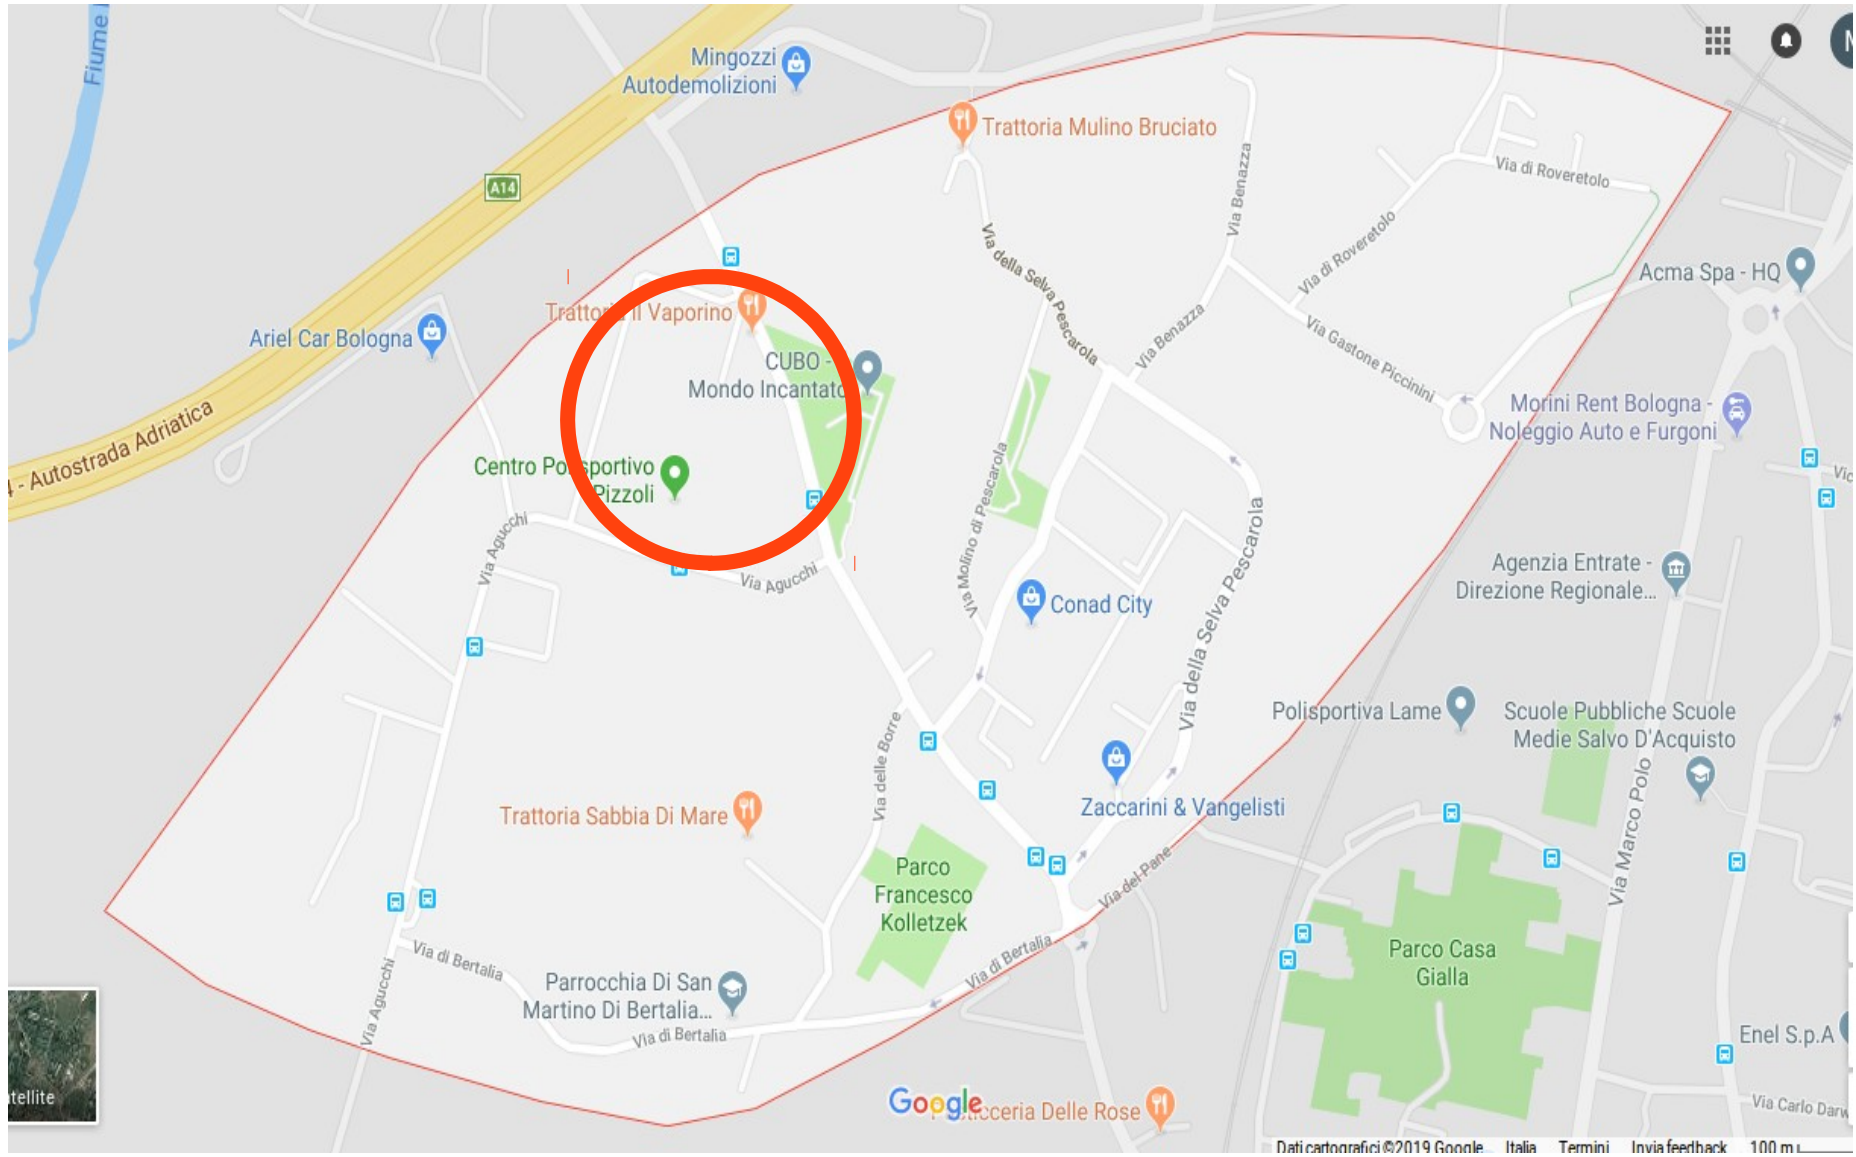 Fiume
Mingozzi
Autodemolizioni
Trattoria Mulino Bruciato
A14
Via di Roveretolo
Via Benazza
Via di Roveretolo
Via della Selva Pescarola
Acma Spa - HQ
Trattoria Il Vaporino
Ariel Car Bologna
CUBO -
Mondo Incantato
Via Benazza
Via Gastone Piccinini
- Autostrada Adriatica
Morini Rent Bologna -
Noleggio Auto e Furgoni
Centro Polisportivo
Pizzoli
Via Agucchi
Via Agucchi
Via Molino di Pescarola
Via della Selva Pescarola
Conad City
Agenzia Entrate -
Direzione Regionale...
Polisportiva Lame
Scuole Pubbliche Scuole
Medie Salvo D'Acquisto
Via delle Borre
Via Marco Polo
Trattoria Sabbia Di Mare
Zaccarini & Vangelisti
Parco
Francesco
Kolletzek
Via del Pane
Via di Bertalia
Via di Bertalia
Parco Casa
Gialla
Parrocchia Di San
Martino Di Bertalia...
Via Agucchi
Via di Bertalia
Enel S.p.A
Google
Delle Rose
Via Carlo
Dati cartografici ©2019 Google Italia Termini Invia feedback 100 m